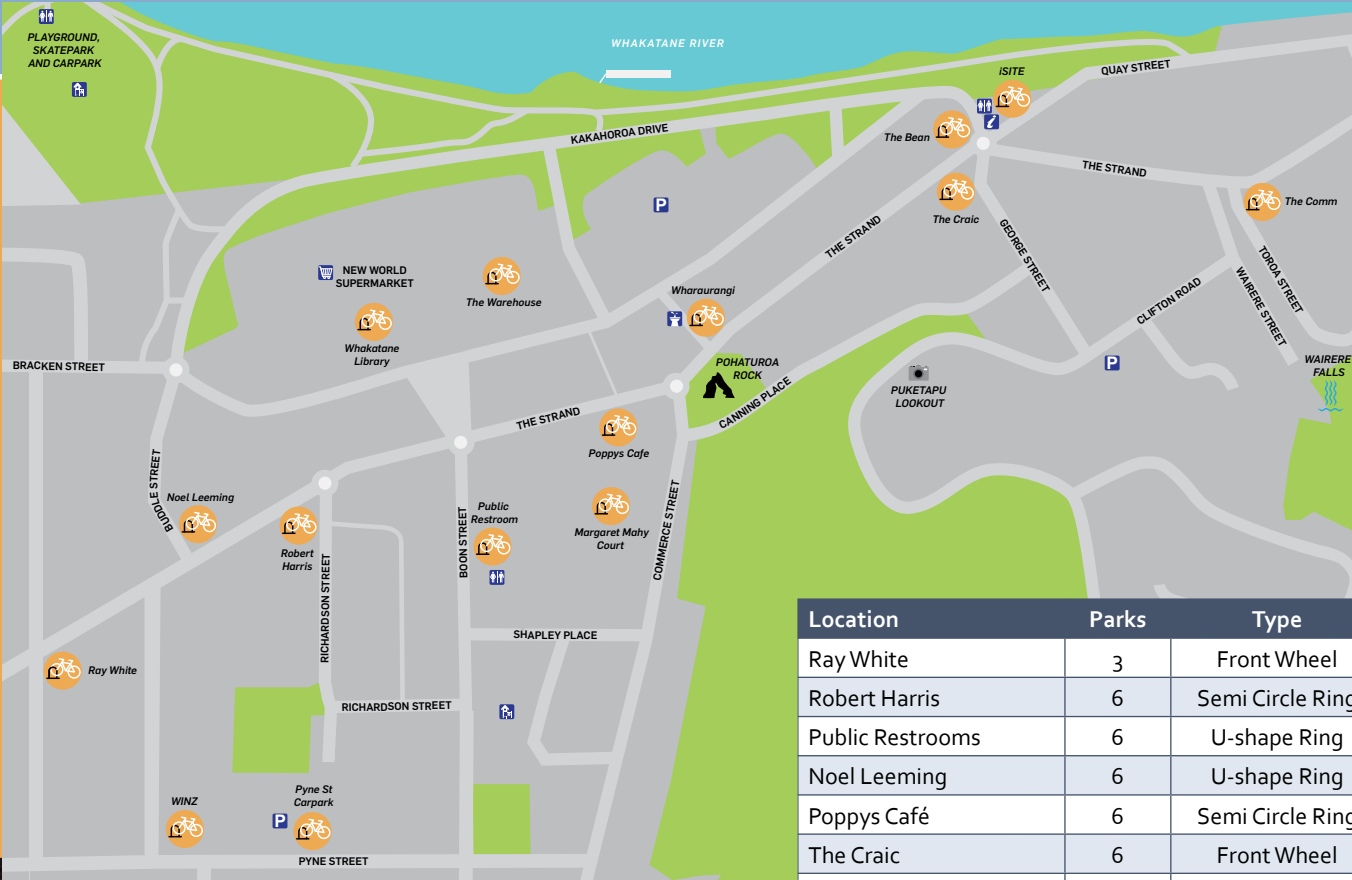 PLAYGROUND,
SKATEPARK
AND CARPARK
WHAKATANE RIVER
iSITE
QUAY STREET
KAKAHOROA DRIVE
The Bean
THE STRAND
P
The Comm
The Craic
THE STRAND
GEORGE STREET
TOROA STREET
WAIRERE STREET
CLIFTON ROAD
NEW WORLD
SUPERMARKET
The Warehouse
Wharaurangi
Whakatane
Library
BRACKEN STREET
POHATUROA
ROCK
P
WAIRERE
FALLS
PUKETAPU
LOOKOUT
CANNING PLACE
THE STRAND
Poppys Cafe
BUDDLE STREET
Noel Leeming
Public
Restroom
Margaret Mahy
Court
COMMERCE STREET
Robert
Harris
BOON STREET
RICHARDSON STREET
SHAPLEY PLACE
Ray White
RICHARDSON STREET
WINZ
Pyne St
Carpark
P
PYNE STREET
Location Parks Type
Ray White 3 Front Wheel
Robert Harris 6 Semi Circle Ring
Public Restrooms 6 U-shape Ring
Noel Leeming 6 U-shape Ring
Poppys Café 6 Semi Circle Ring
The Craic 6 Front Wheel